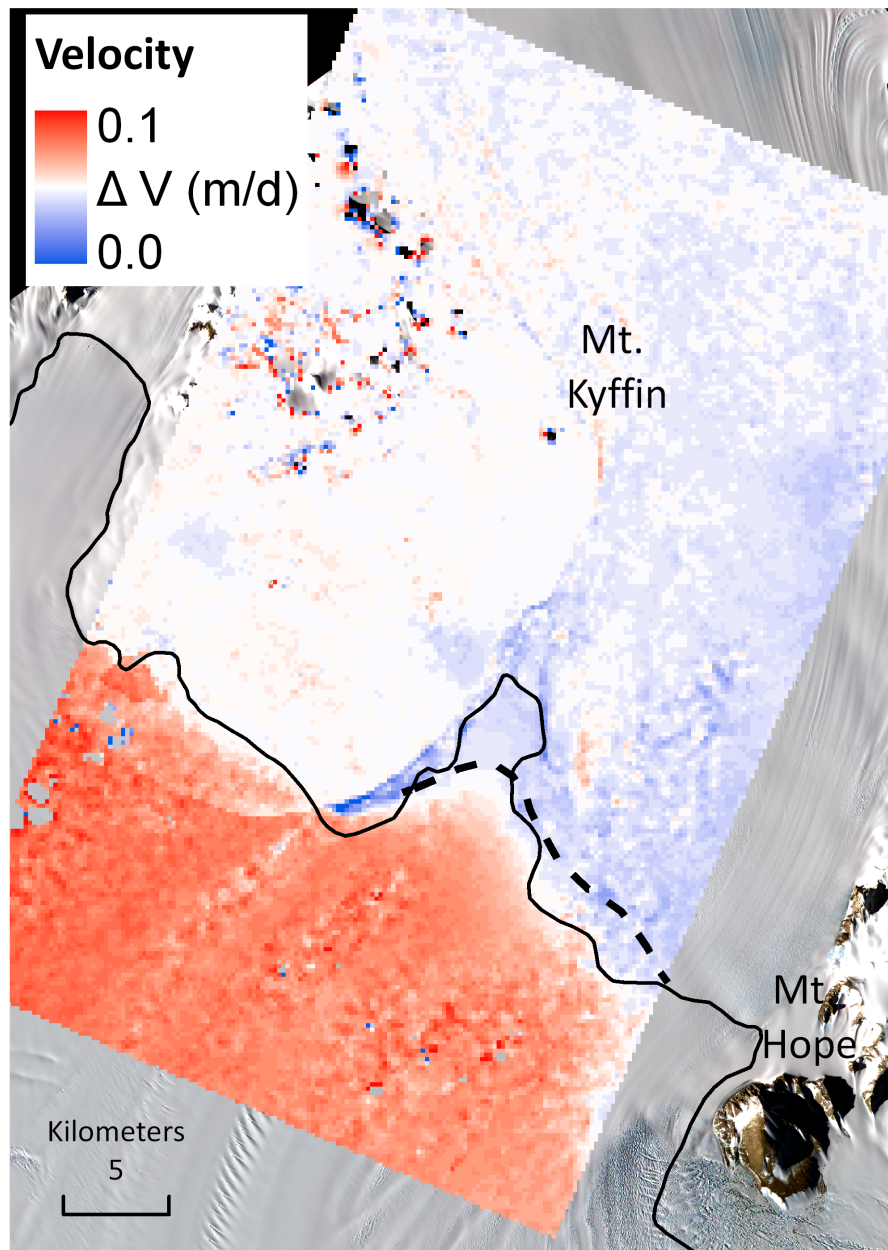 Velocity
0.1
Δ V (m/d)
0.0
Mt.
Kyffin
Mt.
Hope
Kilometers
5